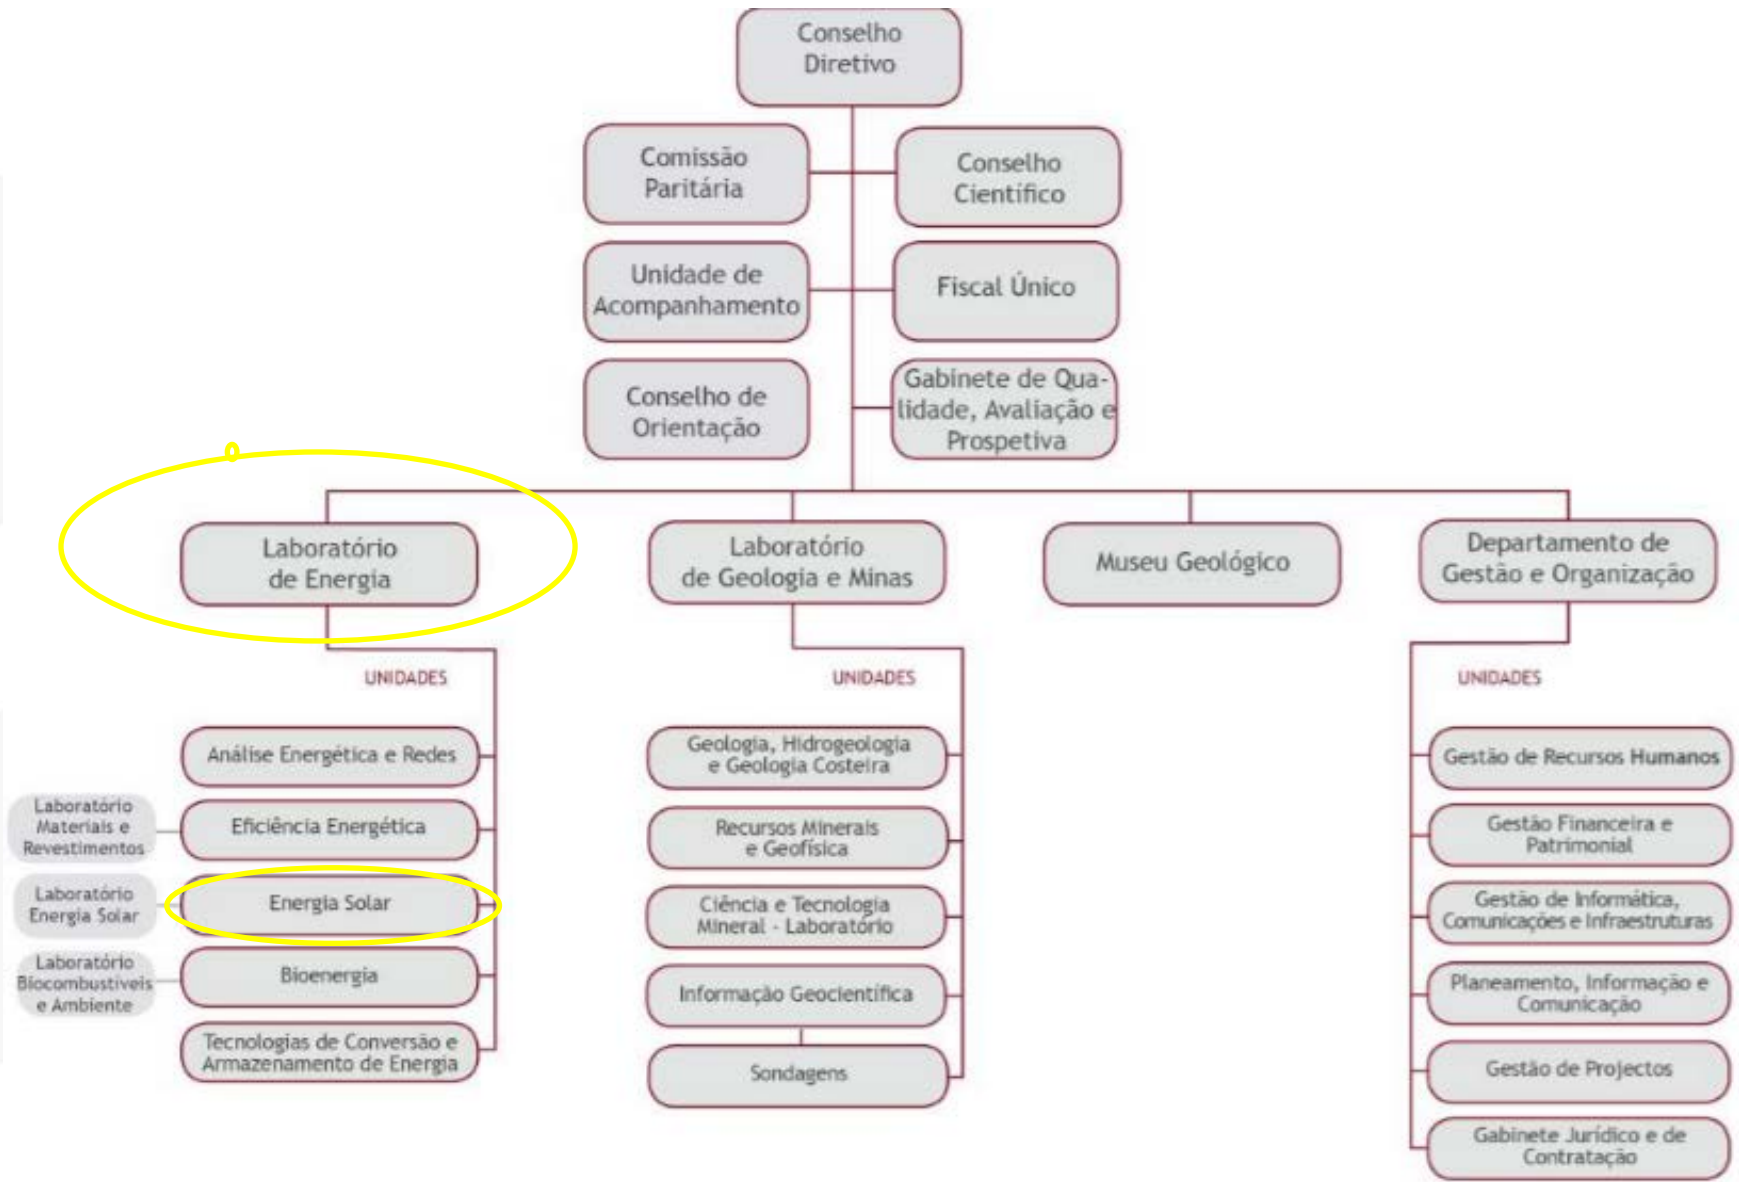 Conselho
Diretivo
Comissão
Paritária
Conselho
Científico
Unidade de
Acompanhamento
Fiscal Único
Conselho de
Orientação
Gabinete de Qua-
lidade, Avaliação e
Prospetiva
Laboratório
de Energia
Laboratório
de Geologia e Minas
Museu Geológico
Departamento de
Gestão e Organização
UNIDADES
Análise Energética e Redes
Laboratório
Materiais e
Revestimentos
Eficiência Energética
Laboratório
Energia Solar
Energia Solar
Laboratório
Biocombustíveis
e Ambiente
Bioenergia
Tecnologias de Conversão e
Armazenamento de Energia
UNIDADES
Geologia, Hidrogeologia
e Geologia Costeira
Recursos Minerais
e Geofísica
Ciência e Tecnologia
Mineral - Laboratório
Informação Geocientífica
Sondagens
UNIDADES
Gestão de Recursos Humanos
Gestão Financeira e
Patrimonial
Gestão de Informática,
Comunicações e Infraestruturas
Planeamento, Informação e
Comunicação
Gestão de Projectos
Gabinete Jurídico e de
Contratação